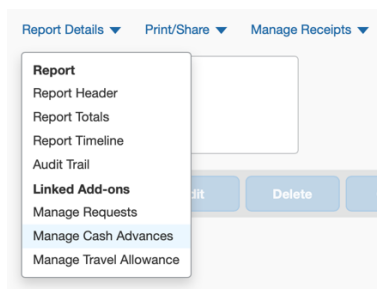 Report Details ▼ Print/Share ▼ Manage Receipts ▼
Report
Report Header
Report Totals
Report Timeline
Audit Trail
Linked Add-ons
Delete
Manage Requests
Manage Cash Advances
Manage Travel Allowance